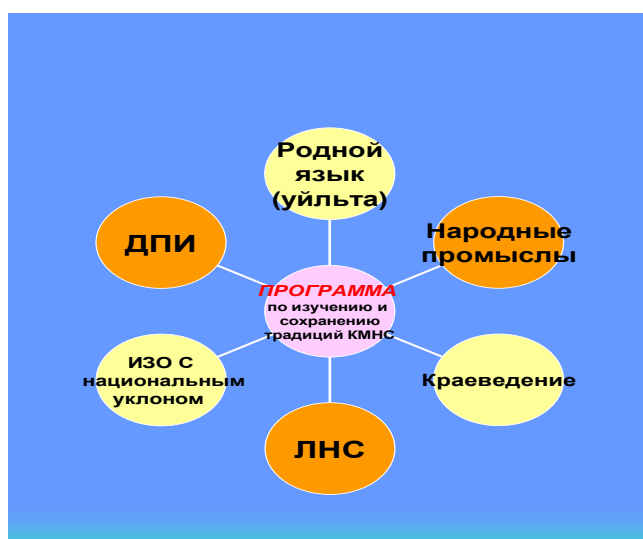 Родной
язык
(уйльта)
ДПИ
Народные
промыслы
ПРОГРАММА
по изучению и
сохранению
традиций КМНС
ИЗО С
национальным
уклоном
Краеведение
ЛНС